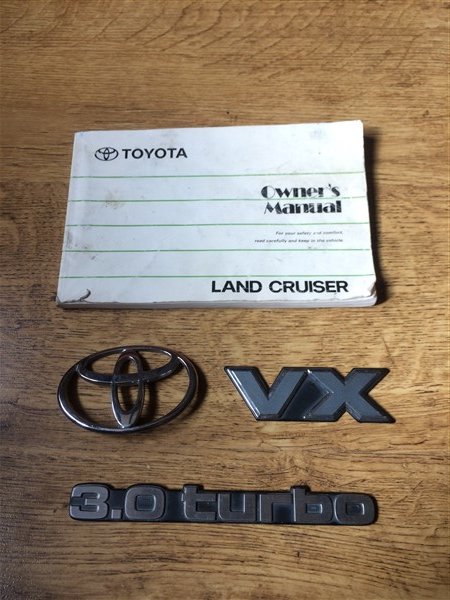 TOYOTA
Owner's
Manual
For your safety and comfort,
read carefully and keep in the vehicle.
LAND CRUISER
VX
3.0 turbo